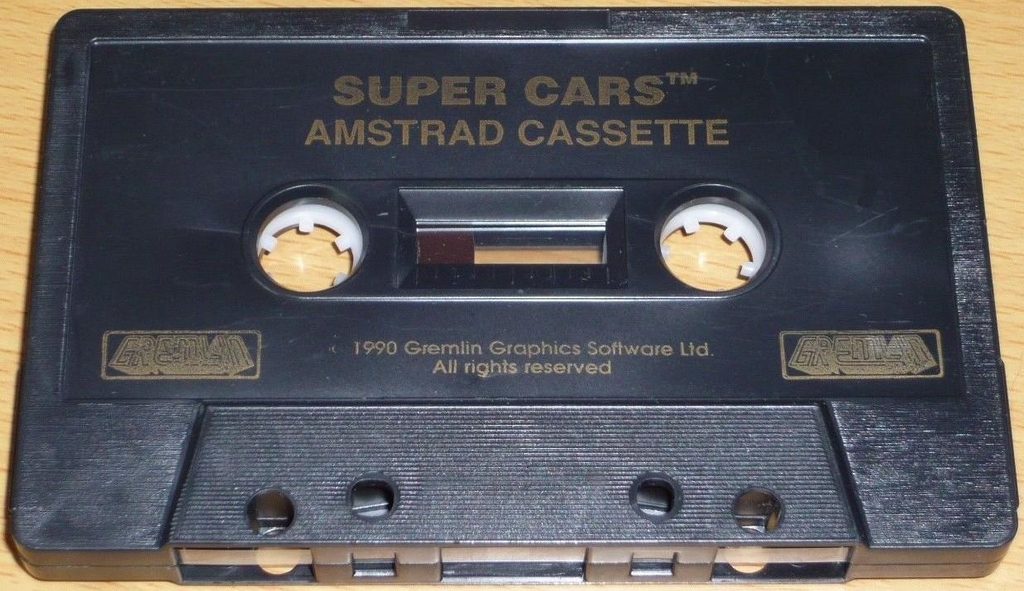 SUPER CARS™
AMSTRAD CASSETTE
GREMLIN
1990 Gremlin Graphics Software Ltd.
All rights reserved
GREMLIN